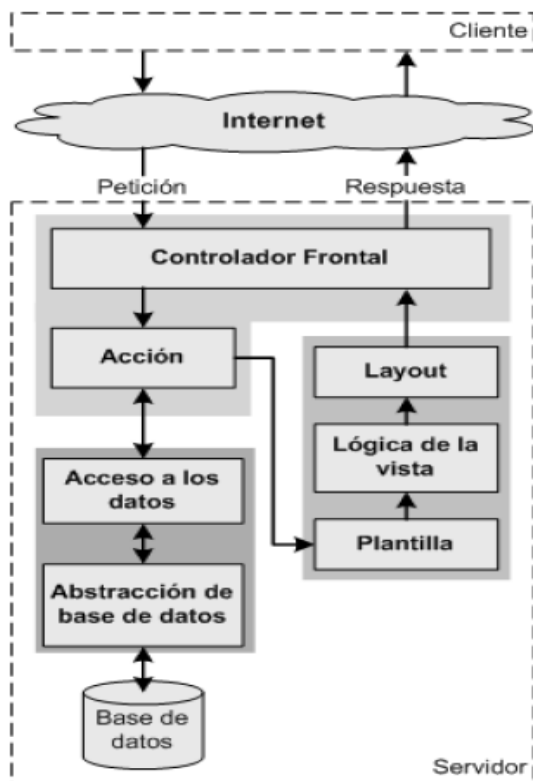 Cliente
Internet
Petición
Respuesta
Controlador Frontal
Acción
Layout
Lógica de la
vista
Acceso a los
datos
Plantilla
Abstracción de
base de datos
Base de
datos
Servidor